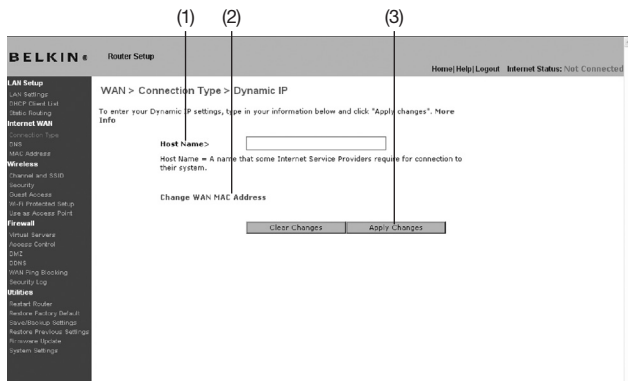 (1) (2) (3)
BELKIN
Router Setup
Home|Help|Logout Internet Status: Not Connected
LAN Setup
LAN Settings
DHCP Client List
Static Routing
Internet WAN
Connection Type
DNS
MAC Address
Wireless
Channel and SSID
Security
Guest Access
Wi-Fi Protected Setup
Use as Access Point
Firewall
Virtual Servers
Access Control
DMZ
DDNS
WAN Ping Blocking
Security Log
Utilities
Restart Router
Restore Factory Default
Save/Backup Settings
Restore Previous Settings
Firmware Update
System Settings
WAN > Connection Type > Dynamic IP
To enter your Dynamic IP settings, type in your information below and click "Apply changes". More
Info
Host Name>
Host Name = A name that some Internet Service Providers require for connection to
their system.
Change WAN MAC Address
Clear Changes
Apply Changes